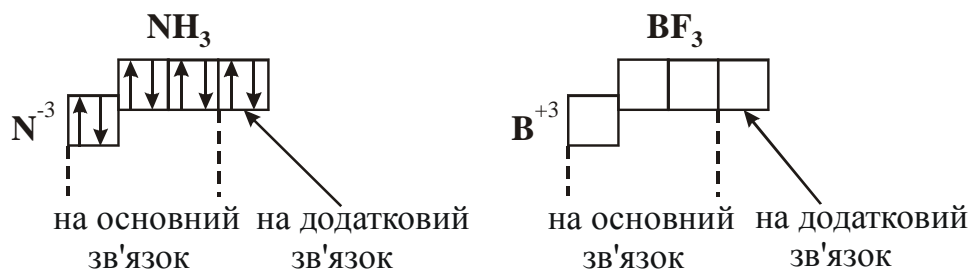 NH₃
BF₃
N⁻³
B⁺³
на основний
зв'язок
на додатковий
зв'язок
на основний
зв'язок
на додатковий
зв'язок